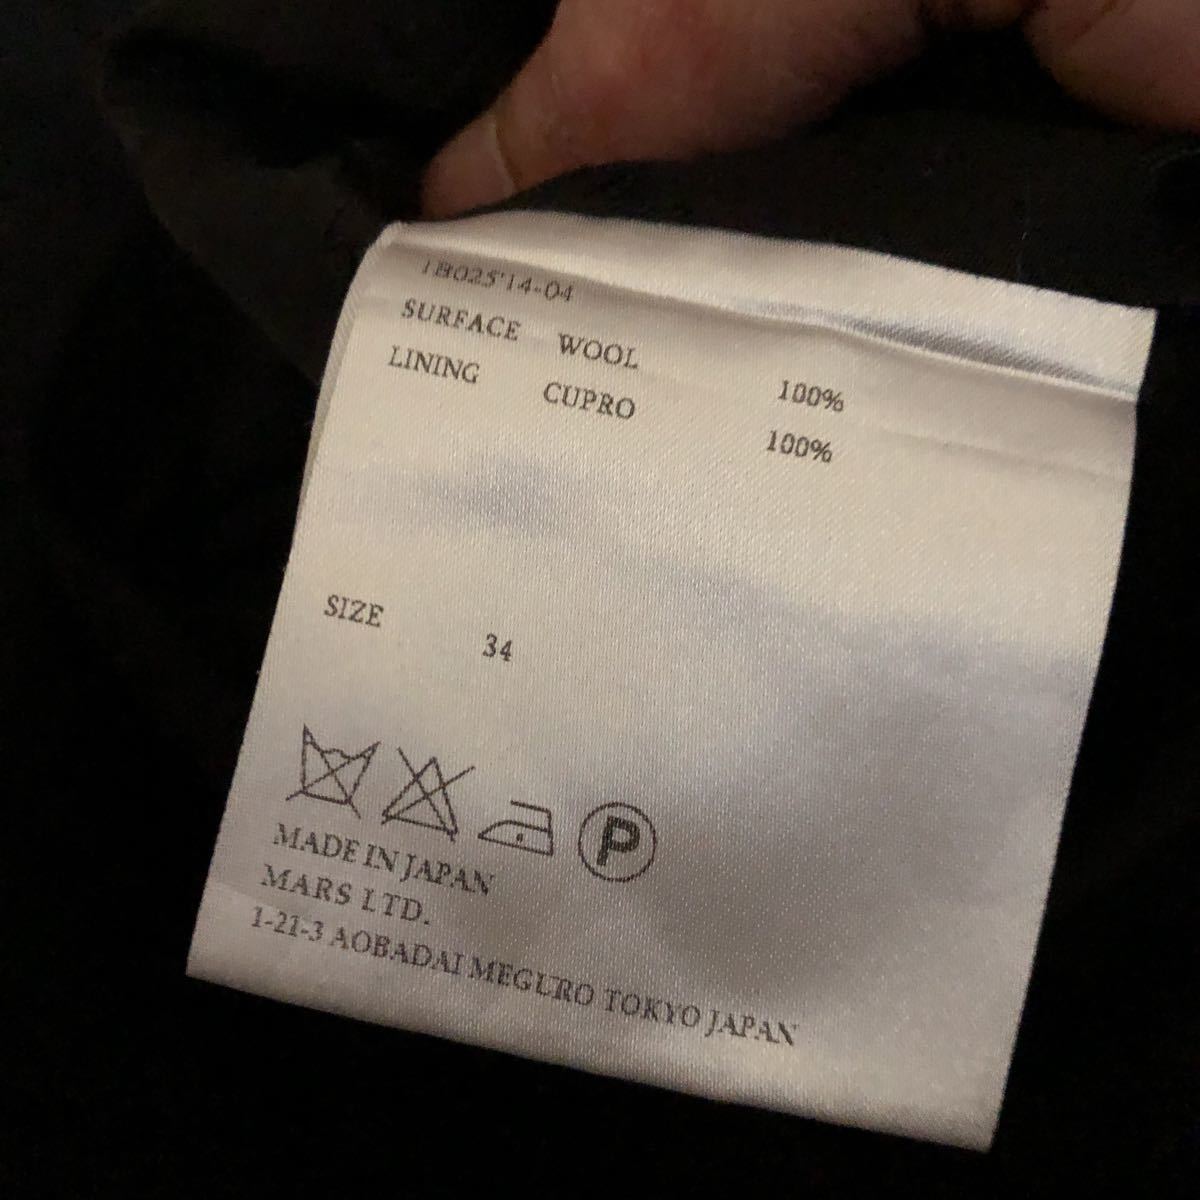 1B025'14-04
SURFACE WOOL 100%
LINING CUPRO 100%
SIZE 34
P
MADE IN JAPAN
MARS LTD.
1-21-3 AOBADAI MEGURO TOKYO JAPAN